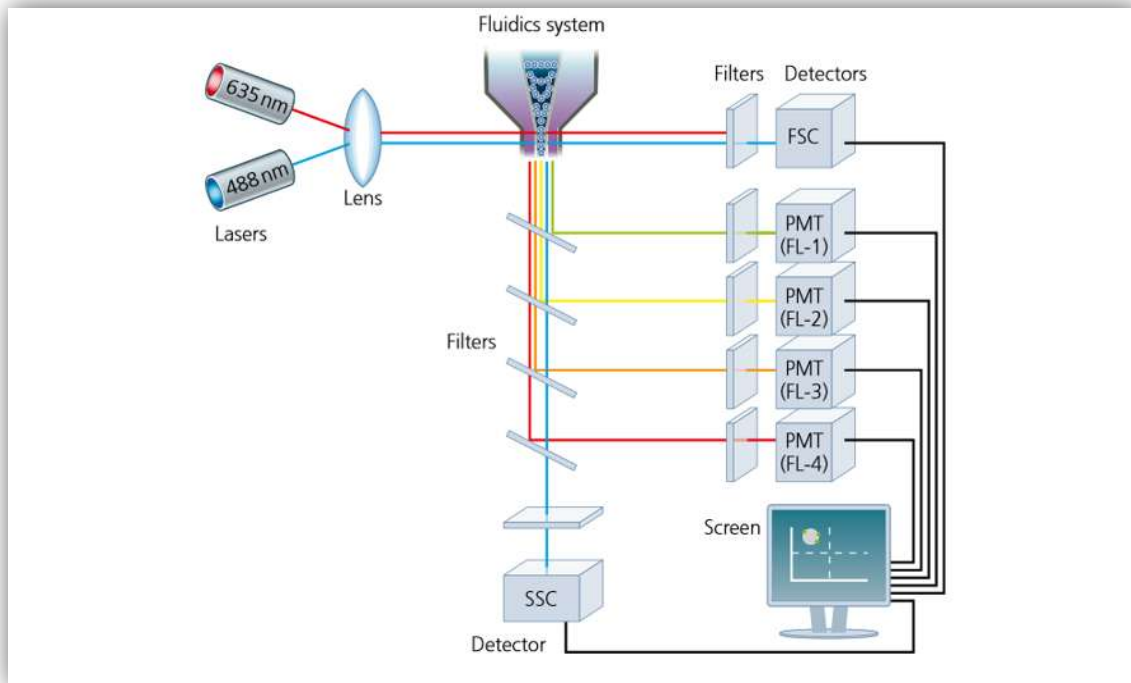 Fluidics system
Filters
Detectors
635 nm
FSC
488 nm
Lens
Lasers
PMT
(FL-1)
PMT
(FL-2)
Filters
PMT
(FL-3)
PMT
(FL-4)
Screen
SSC
Detector